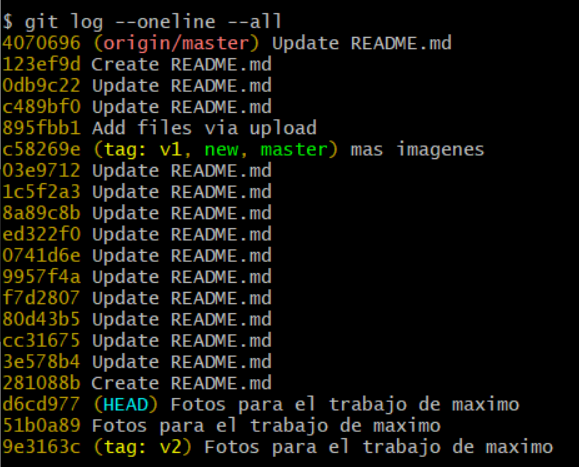 $ git log --oneline --all
4070696 (origin/master) Update README.md
123ef9d Create README.md
0db9c22 Update README.md
c489bf0 Update README.md
895fbb1 Add files via upload
c58269e (tag: v1, new, master) mas imagenes
03e9712 Update README.md
1c5f2a3 Update README.md
8a89c8b Update README.md
ed322f0 Update README.md
0741d6e Update README.md
9957f4a Update README.md
f7d2807 Update README.md
80d43b5 Update README.md
cc31675 Update README.md
3e578b4 Update README.md
281088b Create README.md
d6cd977 (HEAD) Fotos para el trabajo de maximo
51b0a89 Fotos para el trabajo de maximo
9e3163c (tag: v2) Fotos para el trabajo de maximo